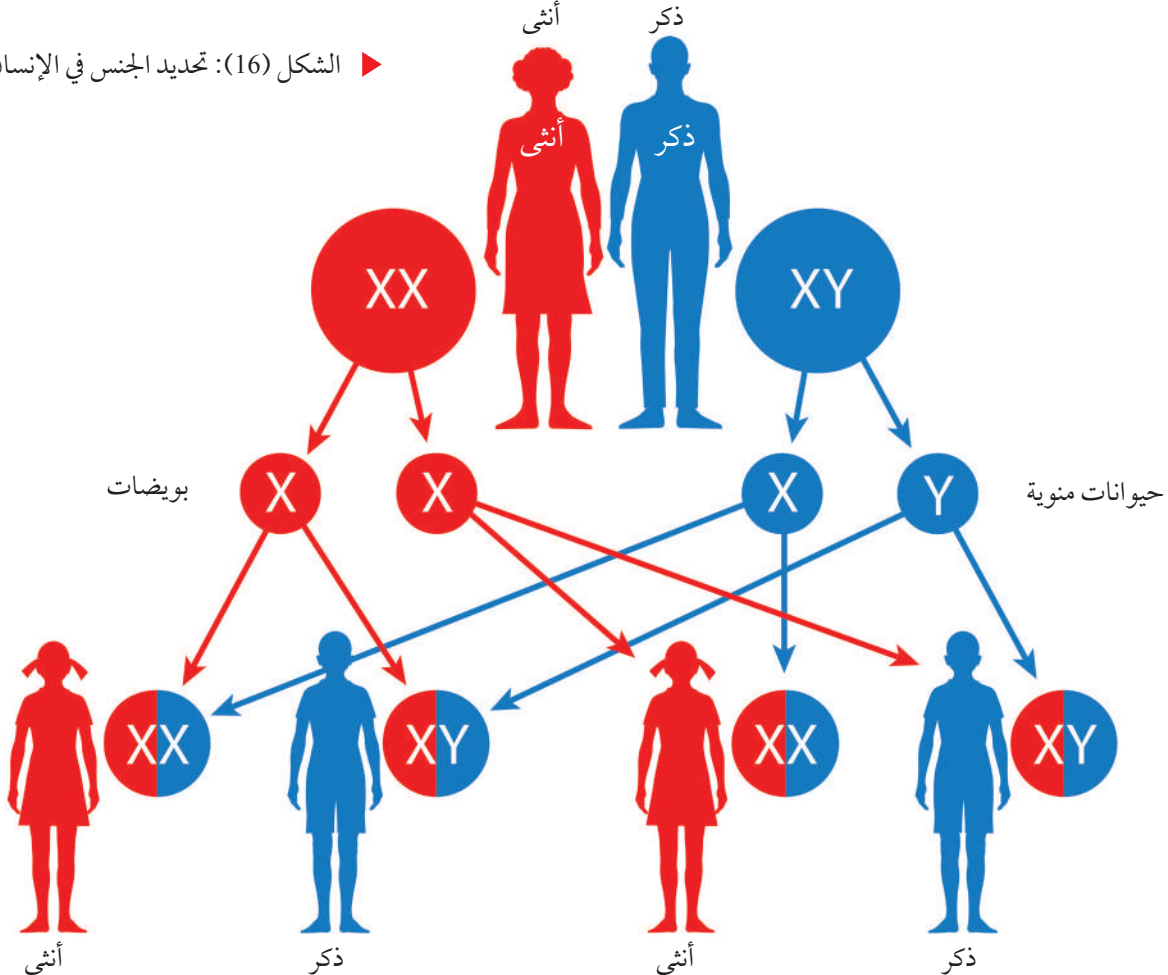 أنثى
ذكر
الشكل (16): تحديد الجنس في
أنثى
ذكر
XX
XY
بويضات
X
X
X
Y
حيوانات منوية
XX
XY
XX
XY
أنثى
ذكر
أنثى
ذكر